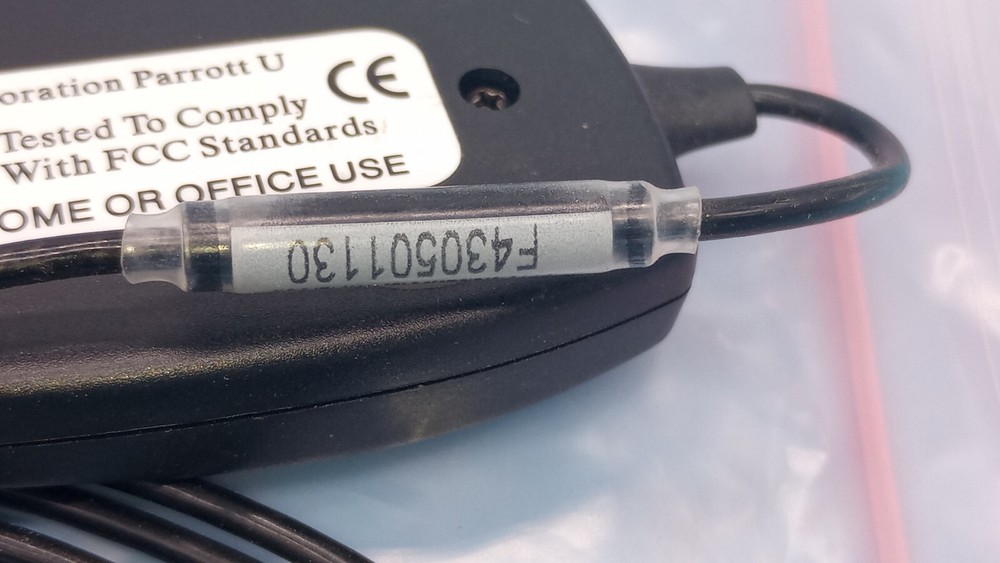 oration Parrott U
Tested To Comply
With FCC Standards
OME OR OFFICE USE
CE
F430501130